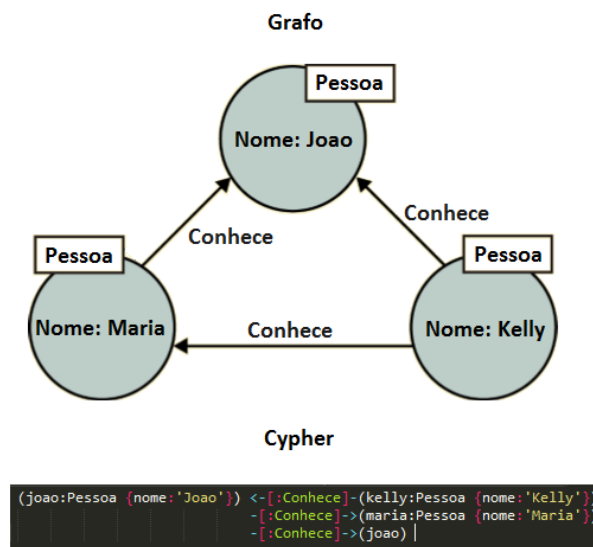 Grafo
Pessoa
Nome: Joao
Conhece
Conhece
Pessoa
Pessoa
Nome: Maria
Conhece
Nome: Kelly
Cypher
(joao:Pessoa {nome:'Joao'}) <-[:Conhece]-(kelly:Pessoa {nome:'Kelly'})
-[:Conhece]->(maria:Pessoa {nome:'Maria'})
-[:Conhece]->(joao)